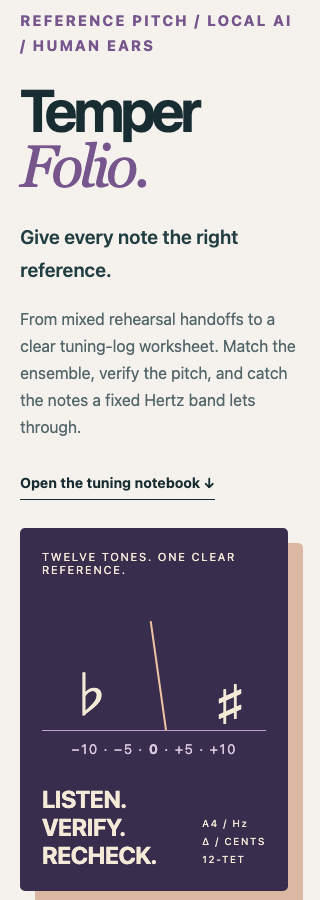 REFERENCE PITCH / LOCAL AI
/ HUMAN EARS
Temper
Folio.
Give every note the right
reference.
From mixed rehearsal handoffs to a
clear tuning-log worksheet. Match the
ensemble, verify the pitch, and catch
the notes a fixed Hertz band lets
through.
Open the tuning notebook ↓
TWELVE TONES. ONE CLEAR
REFERENCE.
♭ ♯
−10 · −5 · 0 · +5 · +10
LISTEN.
VERIFY.
RECHECK.
A4 / Hz
Δ / CENTS
12-TET